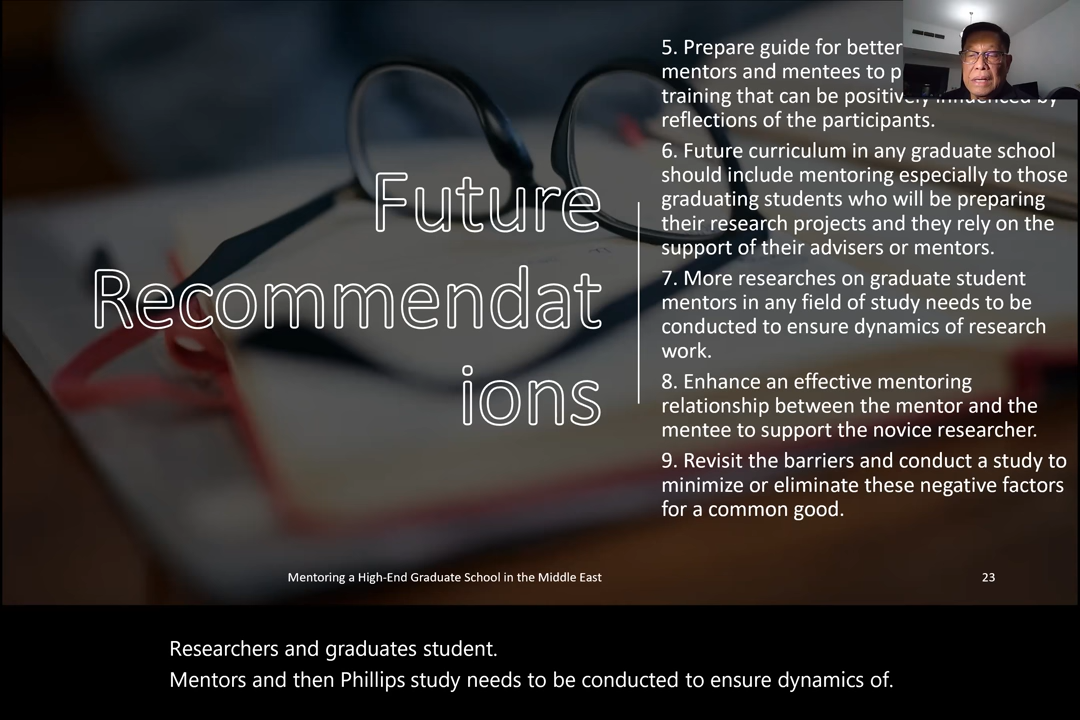 Future
Recommendat
ions
5. Prepare guide for better
mentors and mentees to
training that can be positively influenced by
reflections of the participants.
6. Future curriculum in any graduate school
should include mentoring especially to those
graduating students who will be preparing
their research projects and they rely on the
support of their advisers or mentors.
7. More researches on graduate student
mentors in any field of study needs to be
conducted to ensure dynamics of research
work.
8. Enhance an effective mentoring
relationship between the mentor and the
mentee to support the novice researcher.
9. Revisit the barriers and conduct a study to
minimize or eliminate these negative factors
for a common good.
Mentoring a High-End Graduate School in the Middle East
23
Researchers and graduates student.
Mentors and then Phillips study needs to be conducted to ensure dynamics of.